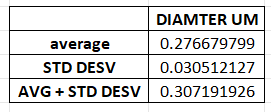 DIAMTER UM
average 0.276679799
STD DESV 0.030512127
AVG + STD DESV 0.307191926